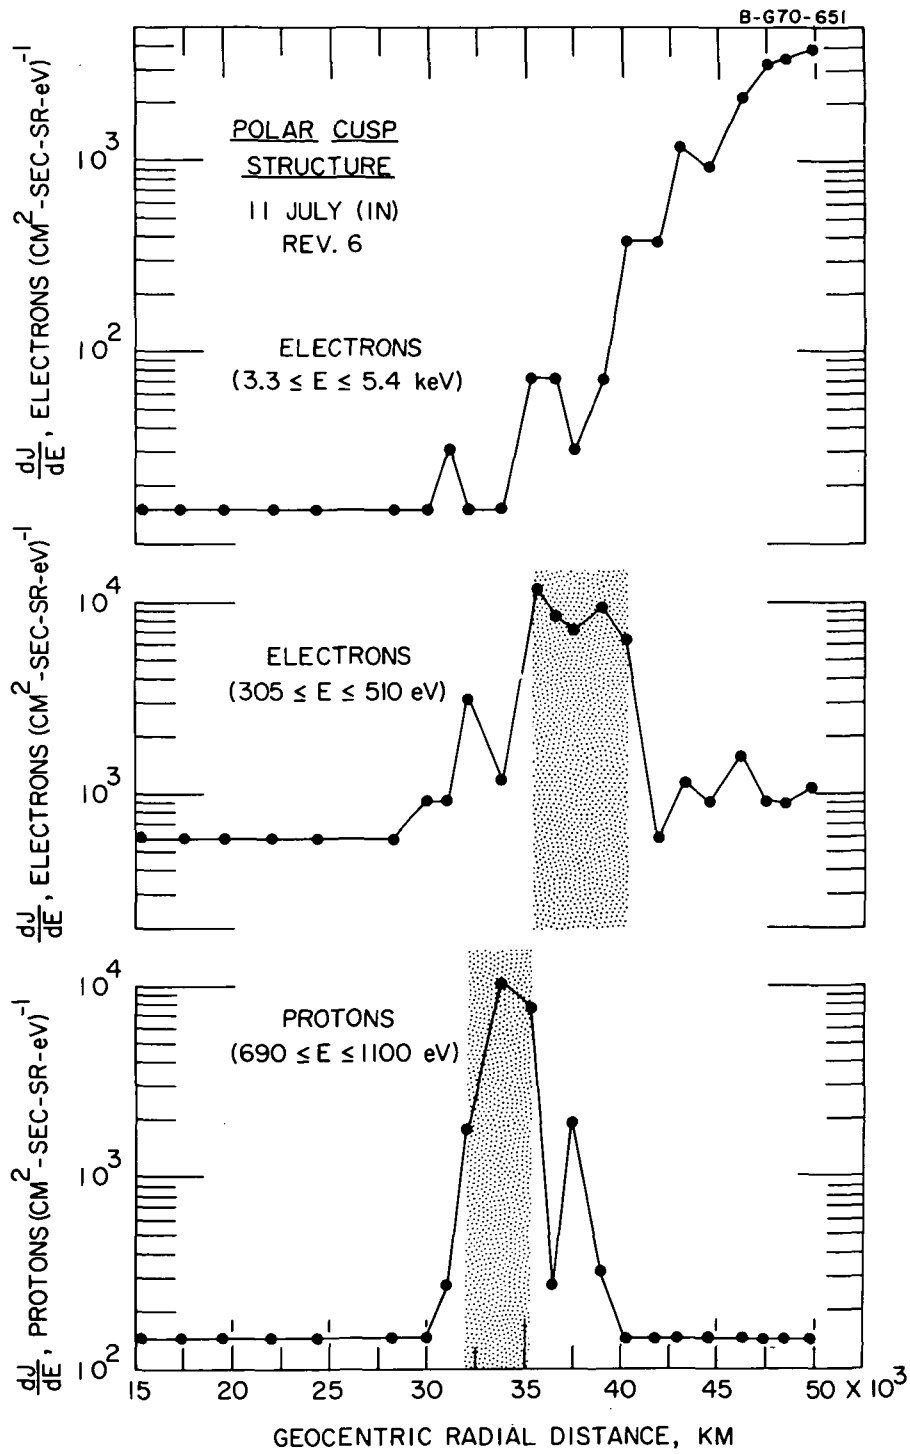 B-G70-651
POLAR CUSP
STRUCTURE
11 JULY (IN)
REV. 6
dJ/dE, ELECTRONS (CM²-SEC-SR-eV)⁻¹
10³
10²
ELECTRONS
(3.3 ≤ E ≤ 5.4 keV)
dJ/dE, ELECTRONS (CM²-SEC-SR-eV)⁻¹
10⁴
10³
ELECTRONS
(305 ≤ E ≤ 510 eV)
dJ/dE, PROTONS (CM²-SEC-SR-eV)⁻¹
10⁴
10³
10²
PROTONS
(690 ≤ E ≤ 1100 eV)
15 20 25 30 35 40 45 50 X 10³
GEOCENTRIC RADIAL DISTANCE, KM